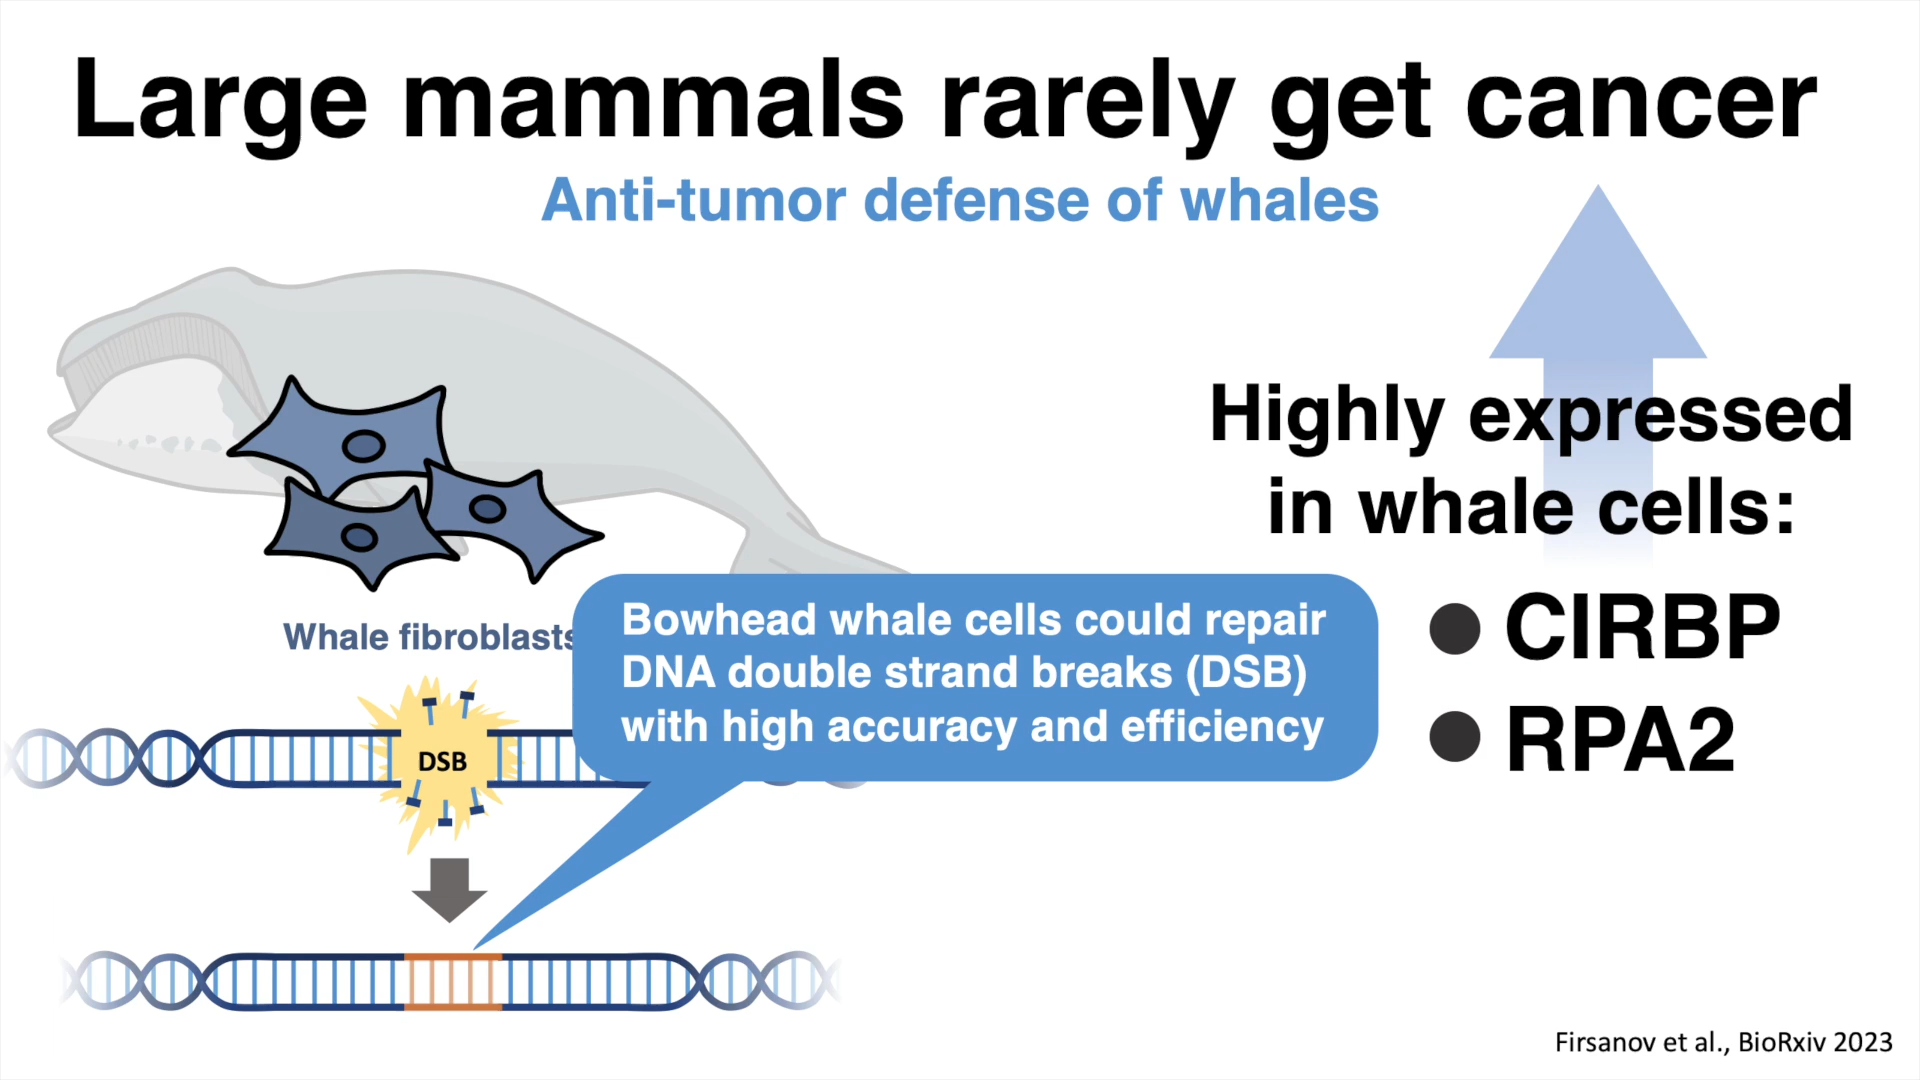 Large mammals rarely get cancer
Anti-tumor defense of whales
Highly expressed
in whale cells:
CIRBP
RPA2
Whale fibroblasts
Bowhead whale cells could repair
DNA double strand breaks (DSB)
with high accuracy and efficiency
DSB
Firsanov et al., BioRxiv 2023